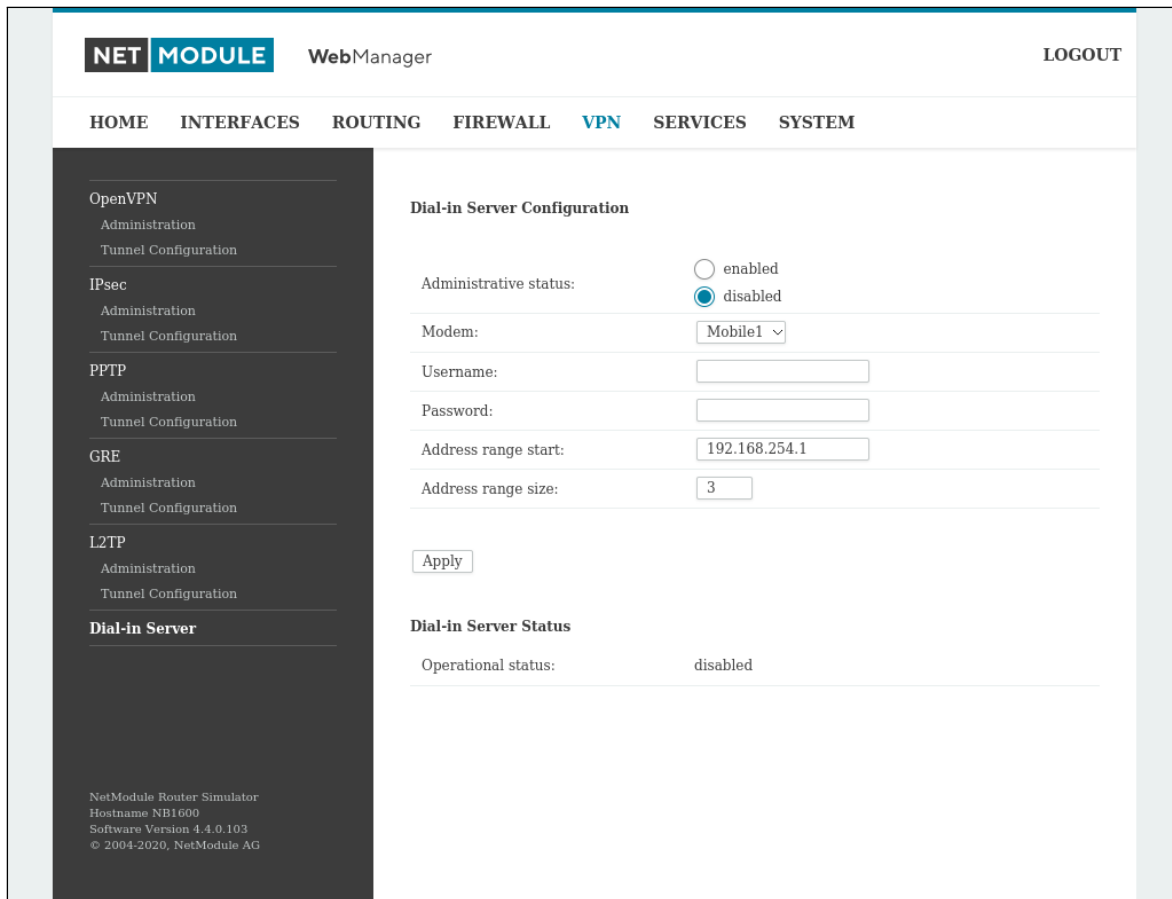 NET MODULE WebManager LOGOUT
HOME INTERFACES ROUTING FIREWALL VPN SERVICES SYSTEM
OpenVPN
Administration
Tunnel Configuration
IPsec
Administration
Tunnel Configuration
PPTP
Administration
Tunnel Configuration
GRE
Administration
Tunnel Configuration
L2TP
Administration
Tunnel Configuration
Dial-in Server
NetModule Router Simulator
Hostname NB1600
Software Version 4.4.0.103
© 2004-2020, NetModule AG
Dial-in Server Configuration
Administrative status: enabled
disabled
Modem: Mobile1
Username:
Password:
Address range start: 192.168.254.1
Address range size: 3
Apply
Dial-in Server Status
Operational status: disabled